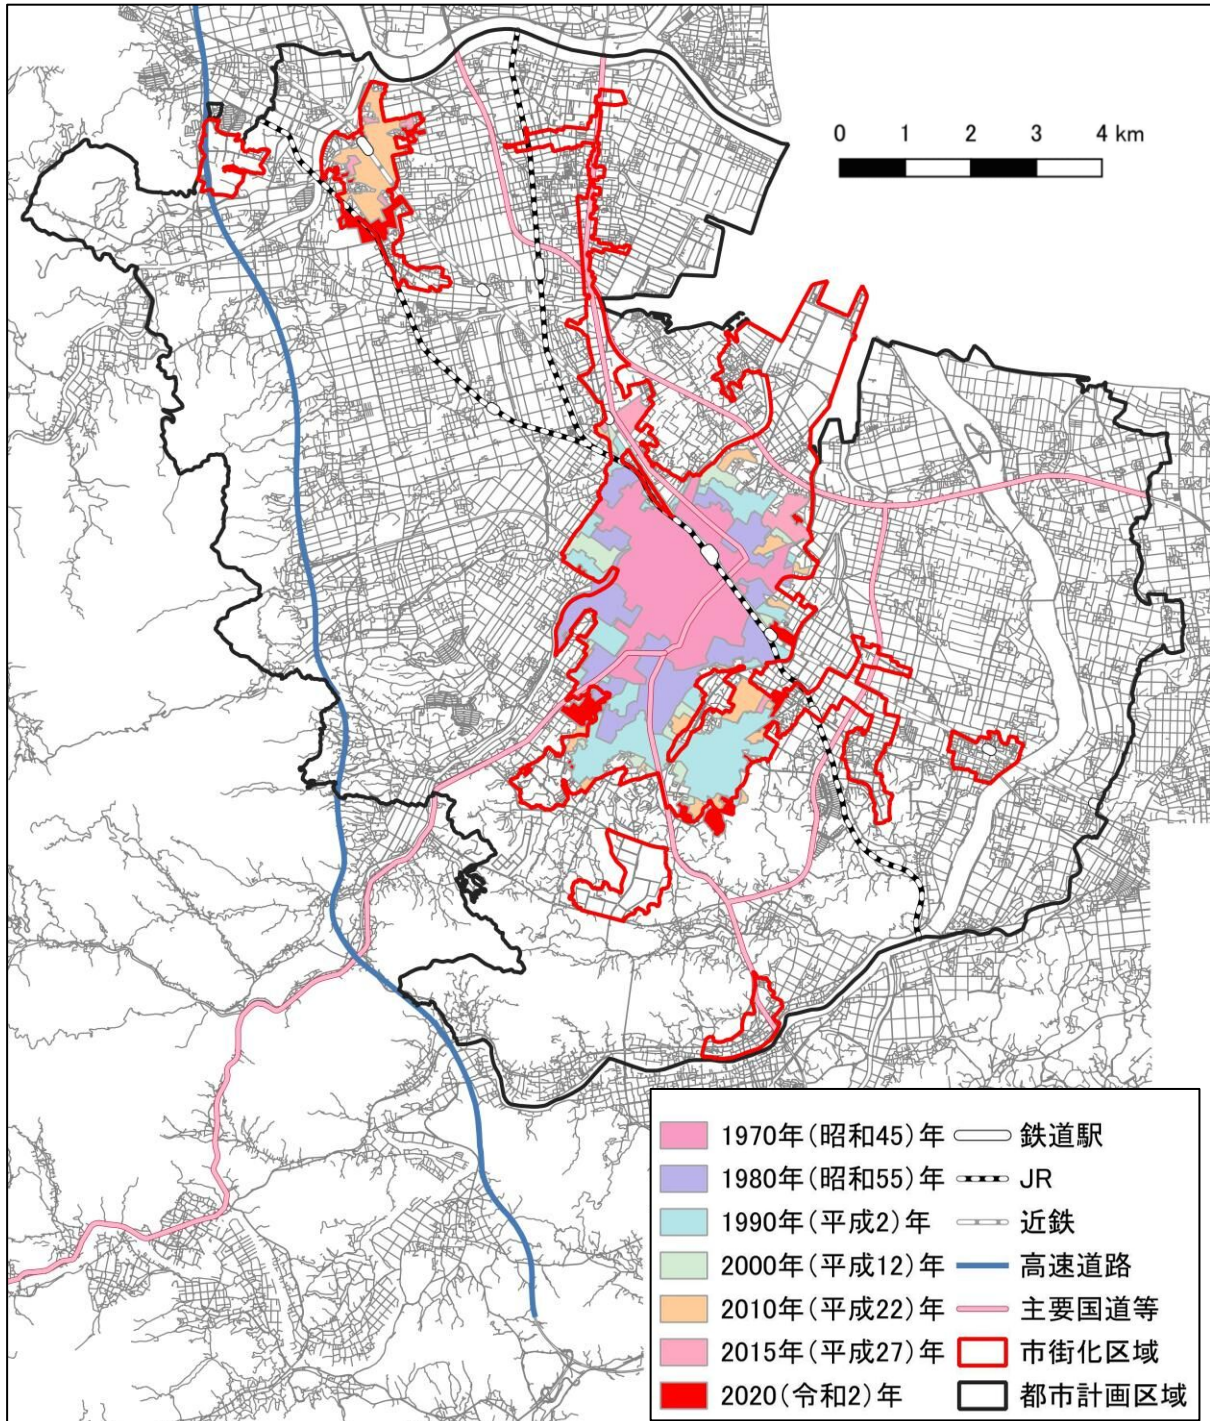 0 1 2 3 4 km
1970年(昭和45)年
鉄道駅
1980年(昭和55)年
JR
1990年(平成2)年
近鉄
2000年(平成12)年
高速道路
2010年(平成22)年
主要国道等
2015年(平成27)年
市街化区域
2020(令和2)年
都市計画区域